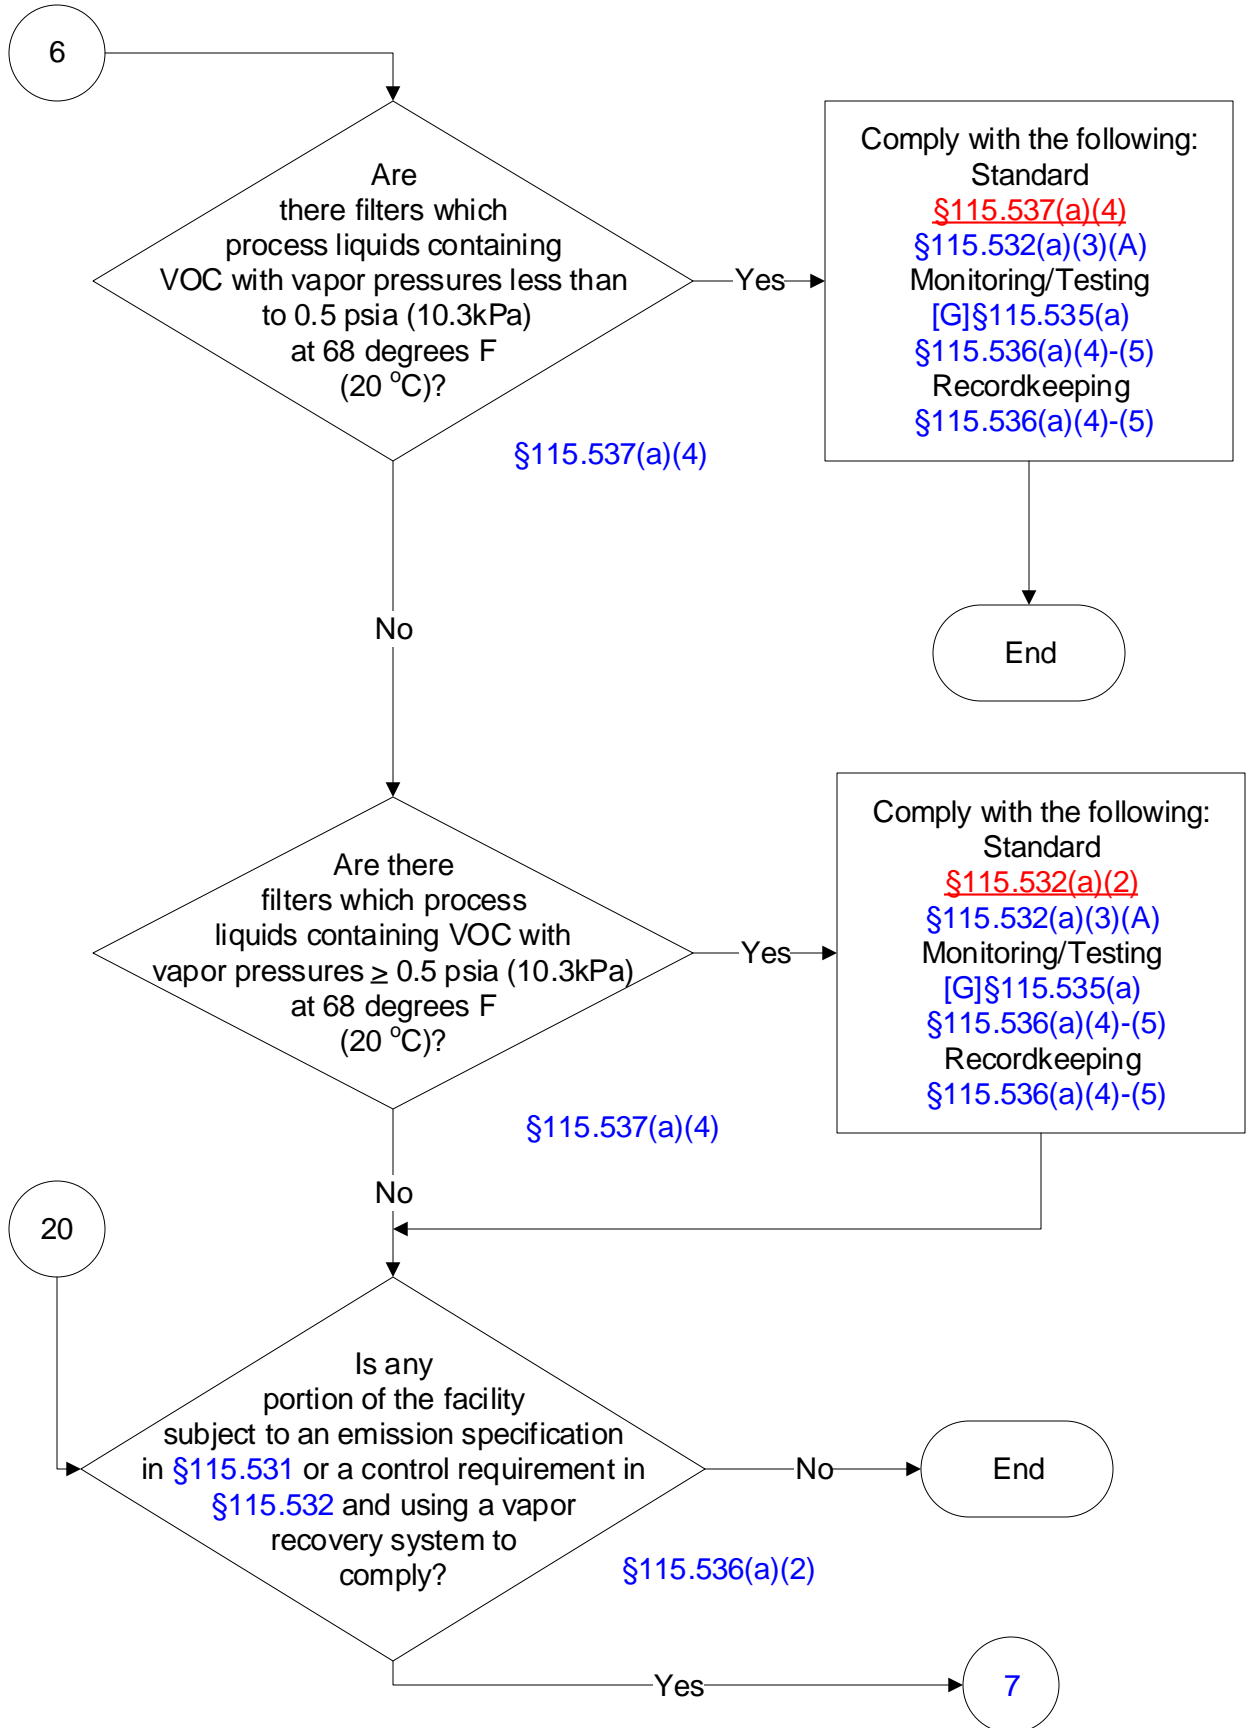 6
Are
there filters which
process liquids containing
VOC with vapor pressures less than
to 0.5 psia (10.3kPa)
at 68 degrees F
(20 °C)?
Yes
§115.537(a)(4)
Comply with the following:
Standard
§115.537(a)(4)
§115.532(a)(3)(A)
Monitoring/Testing
[G]§115.535(a)
§115.536(a)(4)-(5)
Recordkeeping
§115.536(a)(4)-(5)
No
End
Are there
filters which process
liquids containing VOC with
vapor pressures ≥ 0.5 psia (10.3kPa)
at 68 degrees F
(20 °C)?
Yes
§115.537(a)(4)
Comply with the following:
Standard
§115.532(a)(2)
§115.532(a)(3)(A)
Monitoring/Testing
[G]§115.535(a)
§115.536(a)(4)-(5)
Recordkeeping
§115.536(a)(4)-(5)
No
20
Is any
portion of the facility
subject to an emission specification
in §115.531 or a control requirement in
§115.532 and using a vapor
recovery system to
comply?
No
End
§115.536(a)(2)
Yes
7